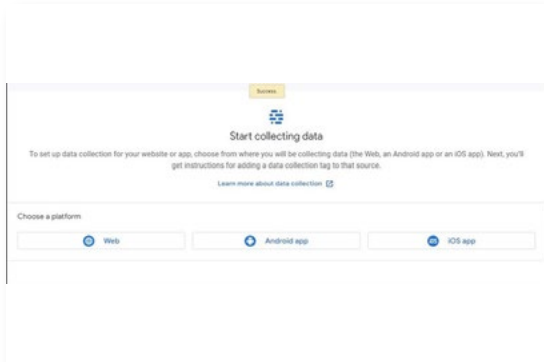 Success
Start collecting data
To set up data collection for your website or app, choose from where you will be collecting data (the Web, an Android app or an iOS app). Next, you'll
get instructions for adding a data collection tag to that source.
Learn more about data collection
Choose a platform
Web Android app iOS app